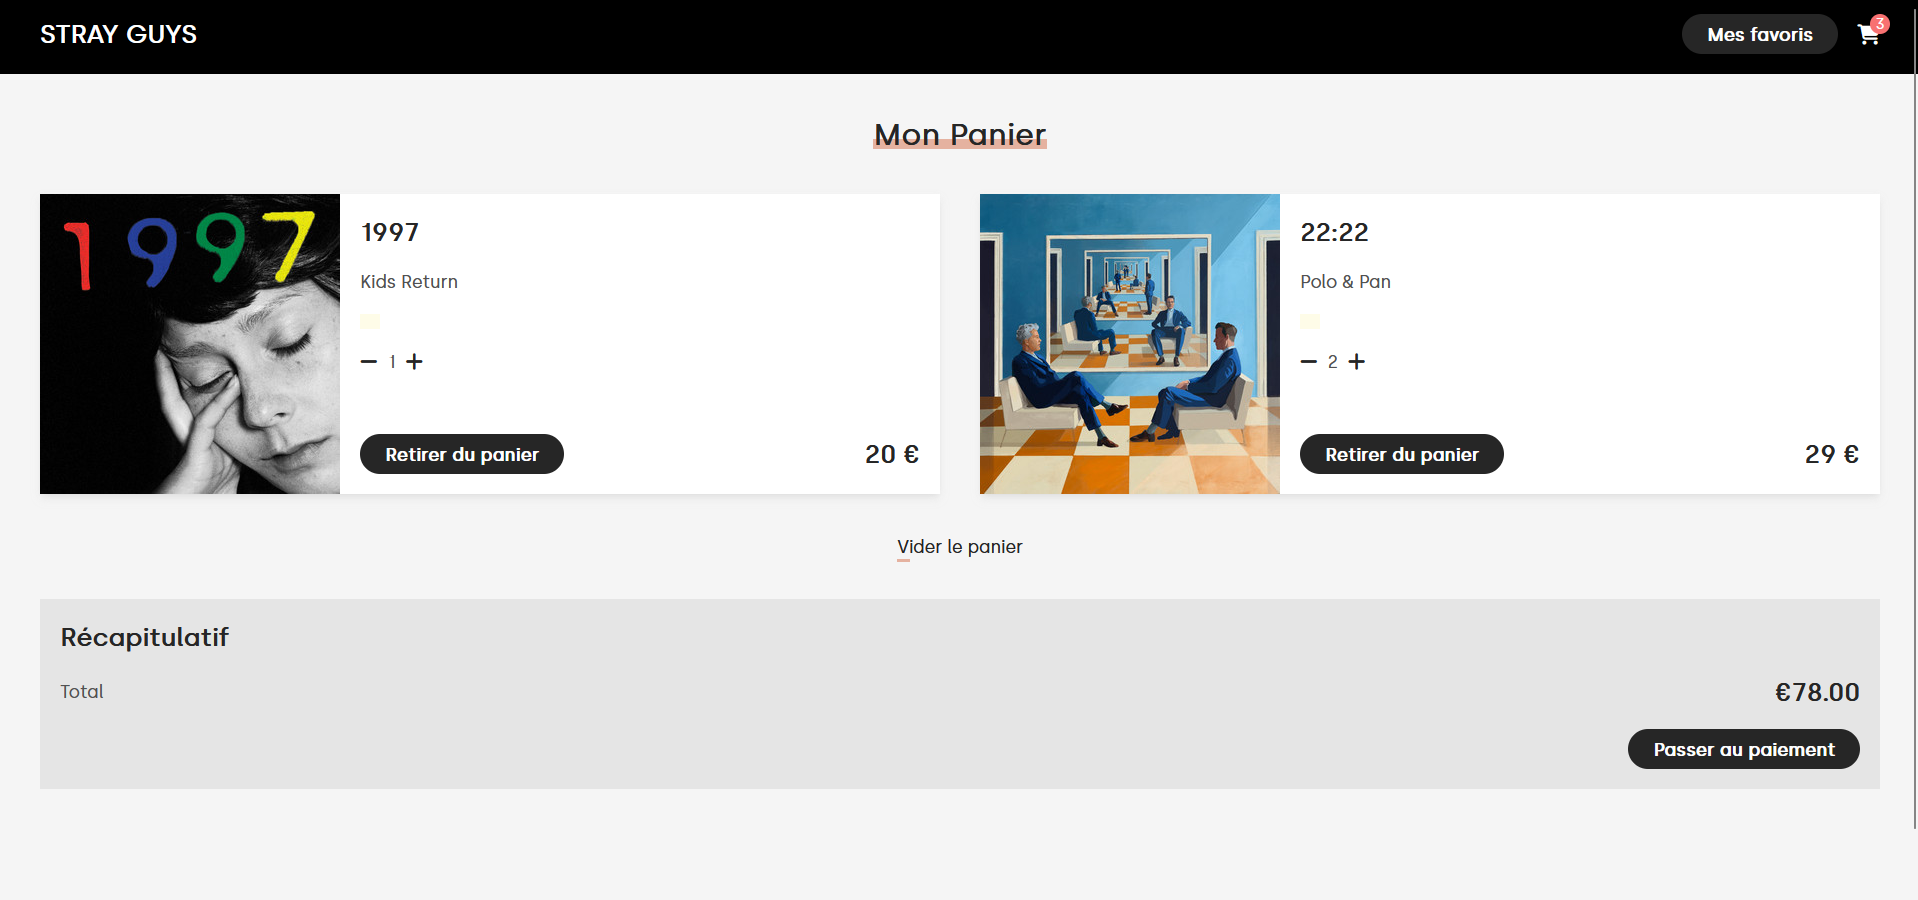 STRAY GUYS
Mes favoris
3
Mon Panier
1997
1997
Kids Return
1
Retirer du panier
20 €
22:22
Polo & Pan
2
Retirer du panier
29 €
Vider le panier
Récapitulatif
Total
€78.00
Passer au paiement